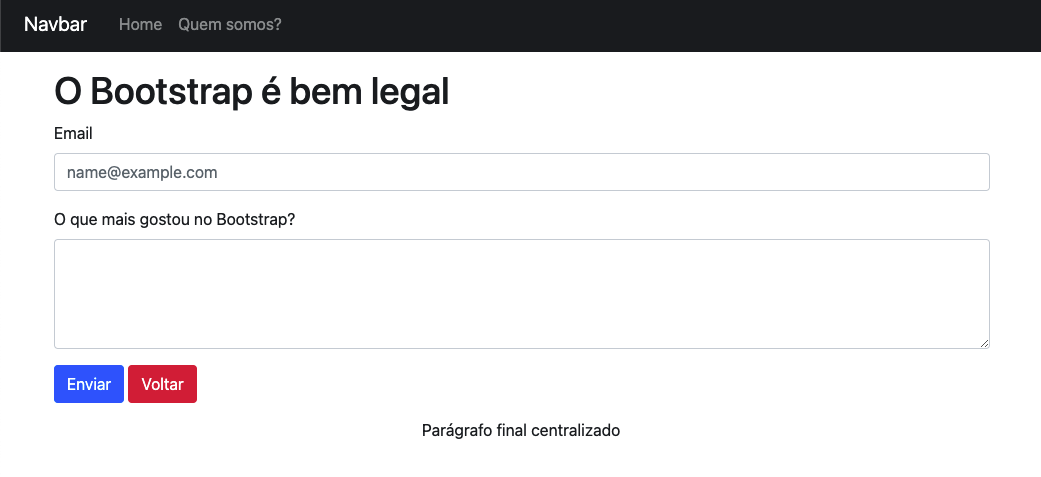 Navbar Home Quem somos?
O Bootstrap é bem legal
Email
name@example.com
O que mais gostou no Bootstrap?
Enviar Voltar
Parágrafo final centralizado